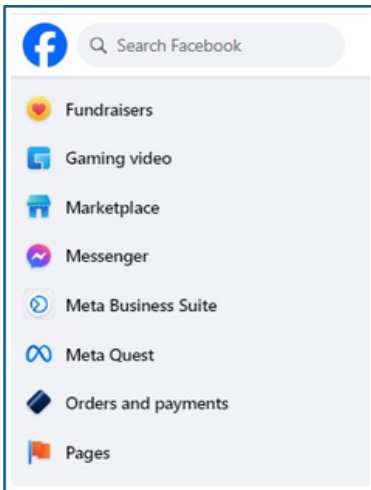 Search Facebook
Fundraisers
Gaming video
Marketplace
Messenger
Meta Business Suite
Meta Quest
Orders and payments
Pages